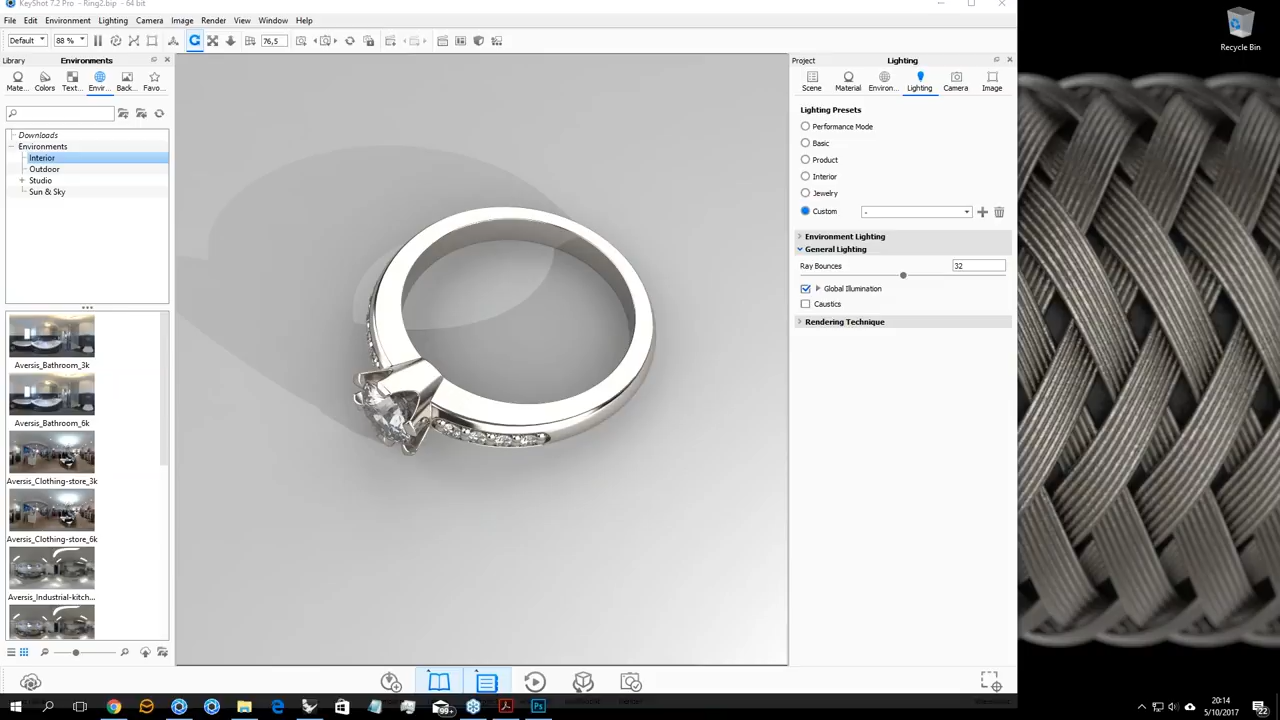 KeyShot 7.2 Pro - Ring2.bip - 64 bit
File Edit Environment Lighting Camera Image Render View Window Help
Default 88 % 76,5
Library Environments
Mate... Colors Text... Envir... Back... Favo...
Downloads
Environments
Interior
Outdoor
Studio
Sun & Sky
Aversis_Bathroom_3k
Aversis_Bathroom_6k
Aversis_Clothing-store_3k
Aversis_Clothing-store_6k
Aversis_Industrial-kitch...
Project Lighting
Scene Material Environ... Lighting Camera Image
Lighting Presets
Performance Mode
Basic
Product
Interior
Jewelry
Custom -
Environment Lighting
General Lighting
Ray Bounces 32
Global Illumination
Caustics
Rendering Technique
Recycle Bin
Ps
20:14
5/10/2017
22